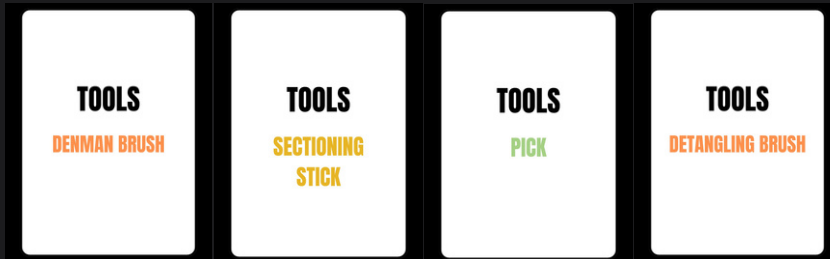 TOOLS
DENMAN BRUSH
TOOLS
SECTIONING
STICK
TOOLS
PICK
TOOLS
DETANGLING BRUSH